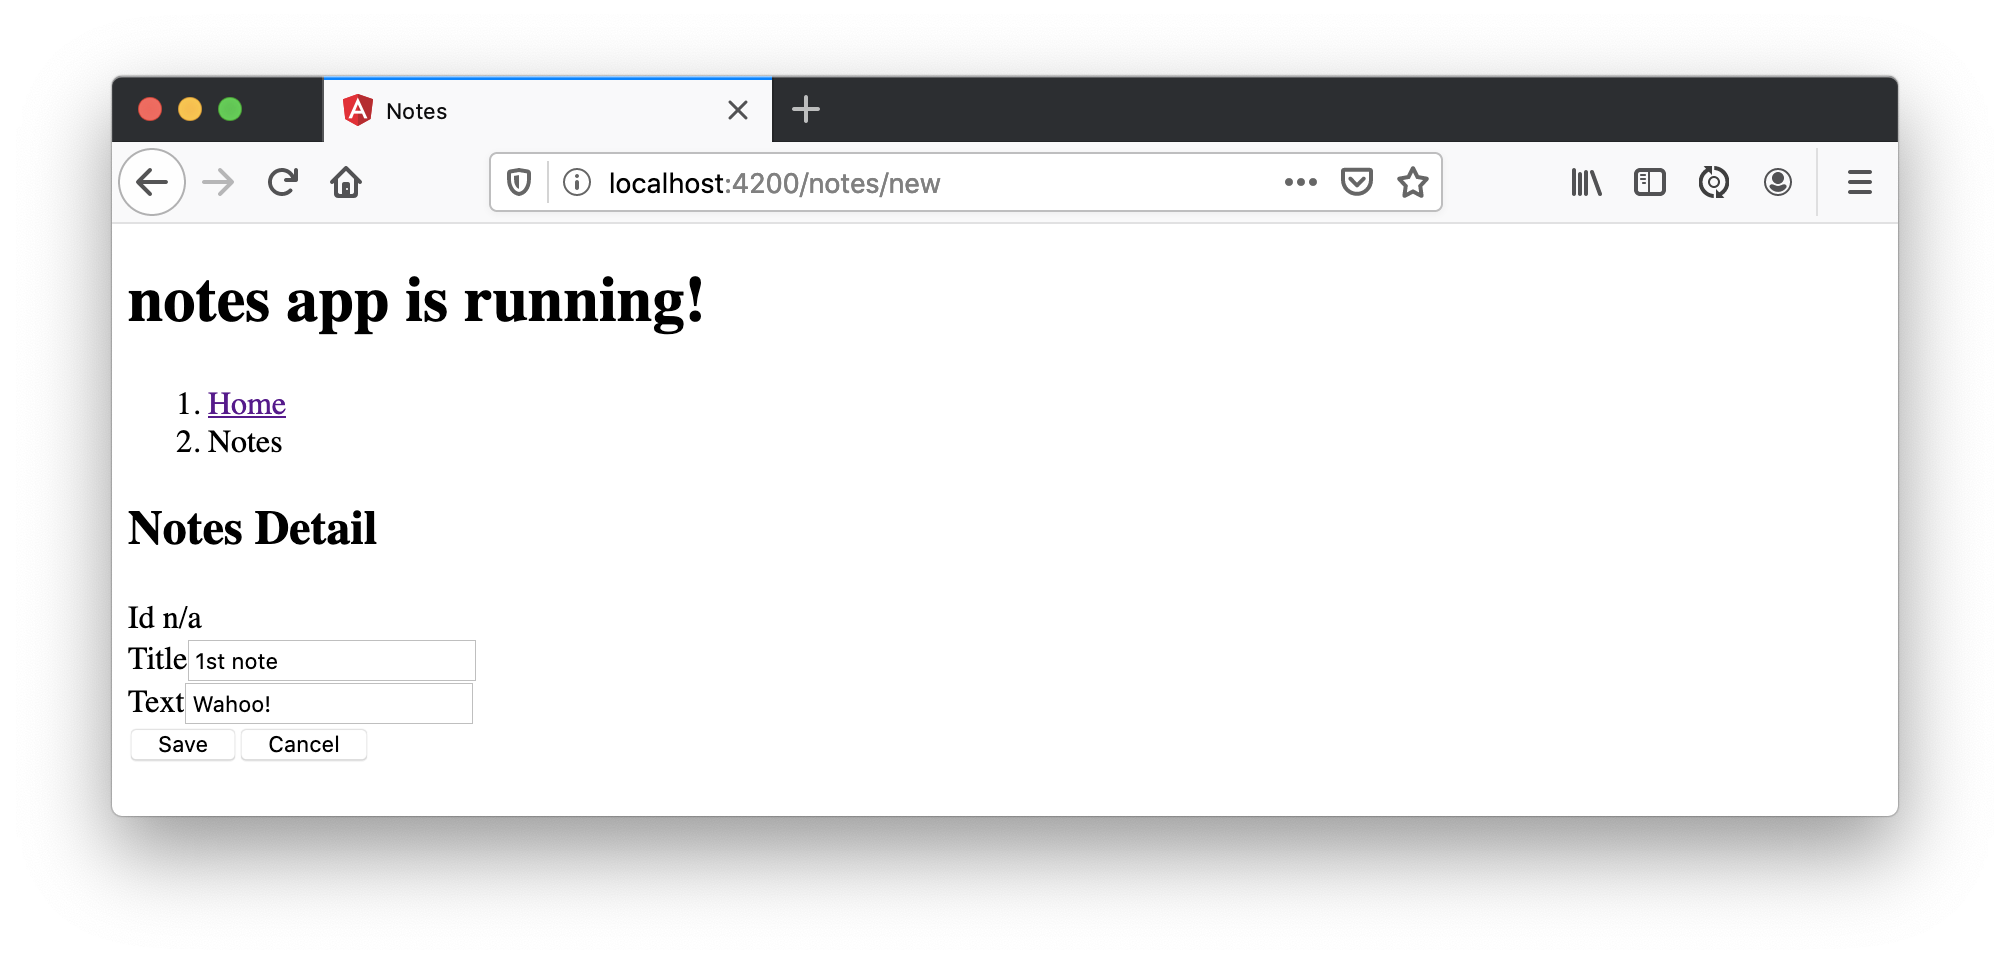 Notes
localhost:4200/notes/new
notes app is running!
1. Home
2. Notes
Notes Detail
Id n/a
Title 1st note
Text Wahoo!
Save Cancel